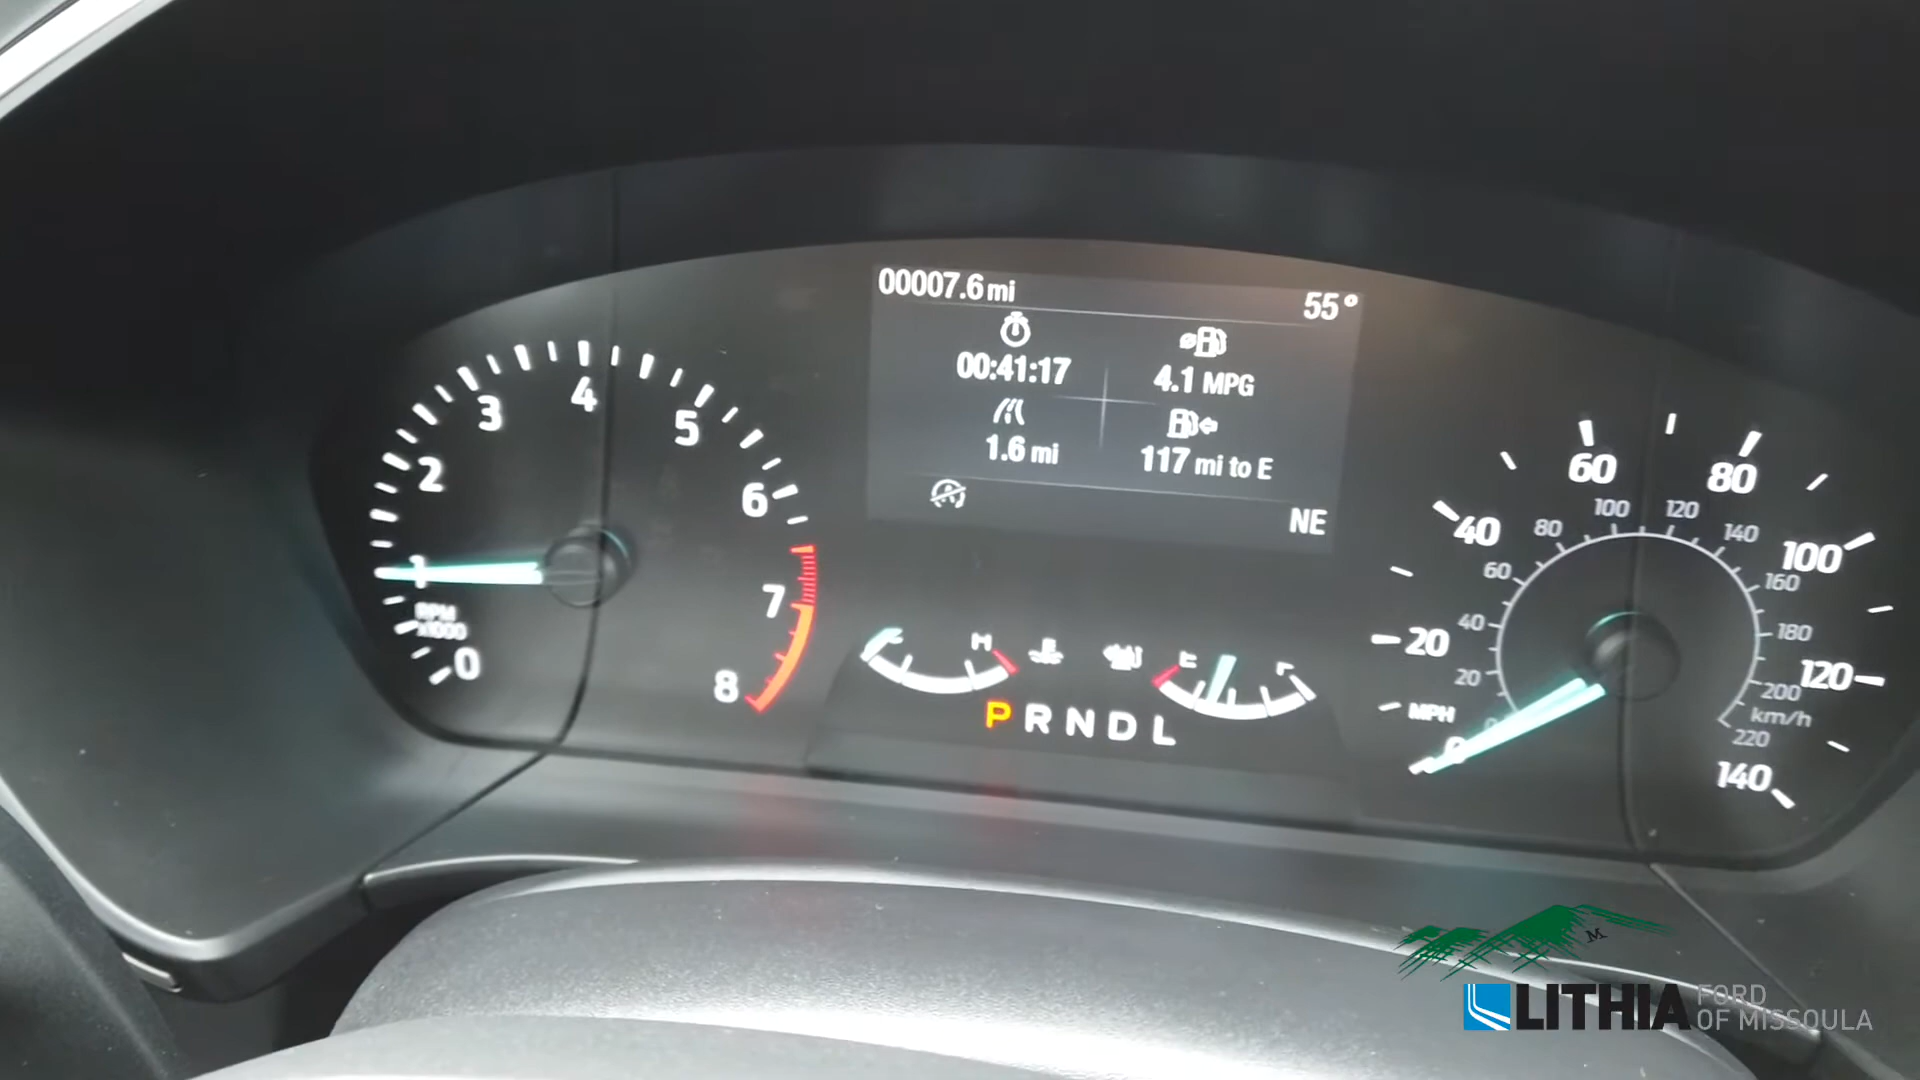 00007.6 mi 55°
00:41:17 4.1 MPG
1.6 mi 117 mi to E
A
NE
0 1 2 3 4 5 6 7 8
RPM
x1000
C H
E F
P R N D L
0 20 40 60 80 100 120 140
MPH
0 20 40 60 80 100 120 140 160 180 200 220
km/h
M
LITHIA
FORD
OF MISSOULA